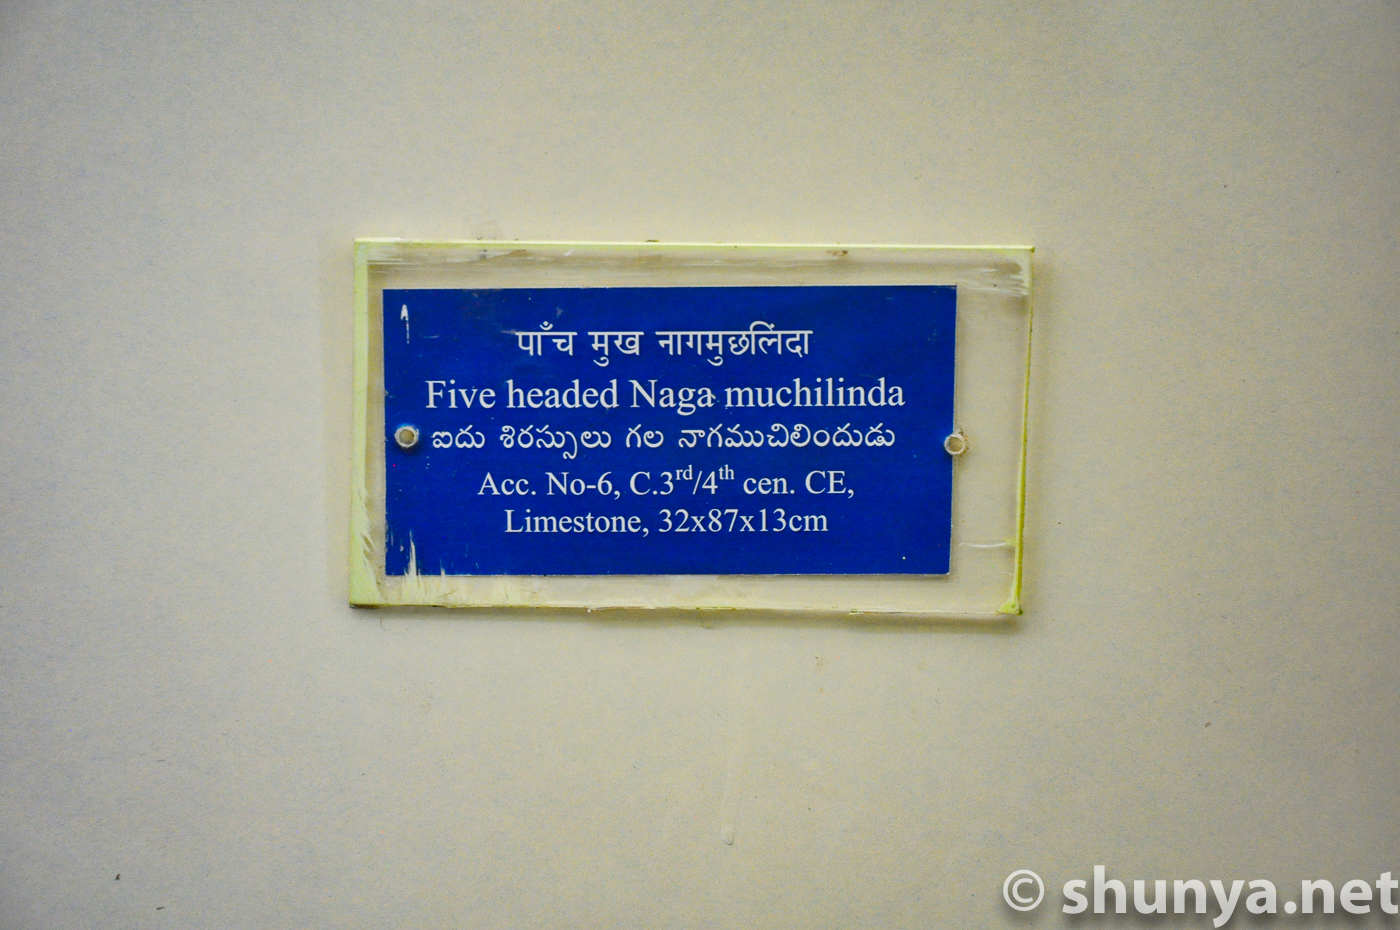 पाँच मुख नागमुछलिंदा
Five headed Naga muchilinda
ఐదు శిరస్సులు గల నాగముచిలిందుడు
Acc. No-6, C.3rd/4th cen. CE,
Limestone, 32x87x13cm
© shunya.net